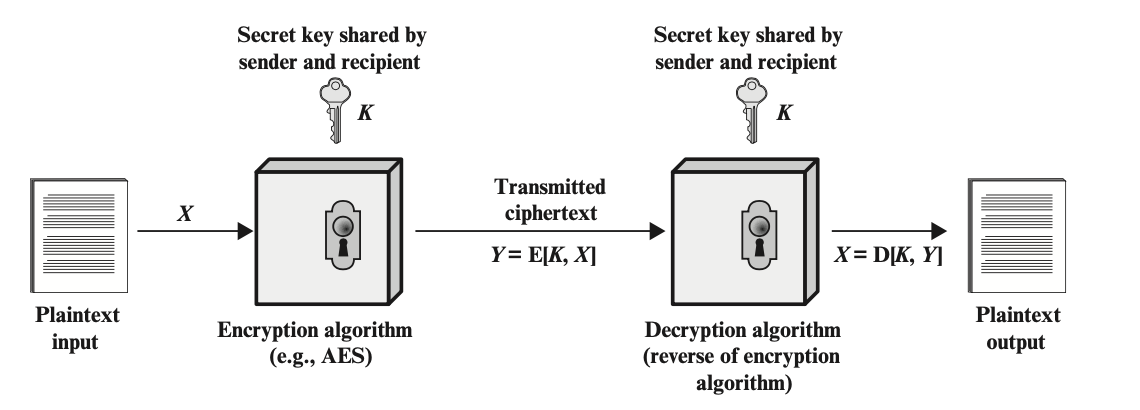 Secret key shared by
sender and recipient
K
Secret key shared by
sender and recipient
K
Plaintext
input
X
Encryption algorithm
(e.g., AES)
Transmitted
ciphertext
Y = E[K, X]
Decryption algorithm
(reverse of encryption
algorithm)
X = D[K, Y]
Plaintext
output